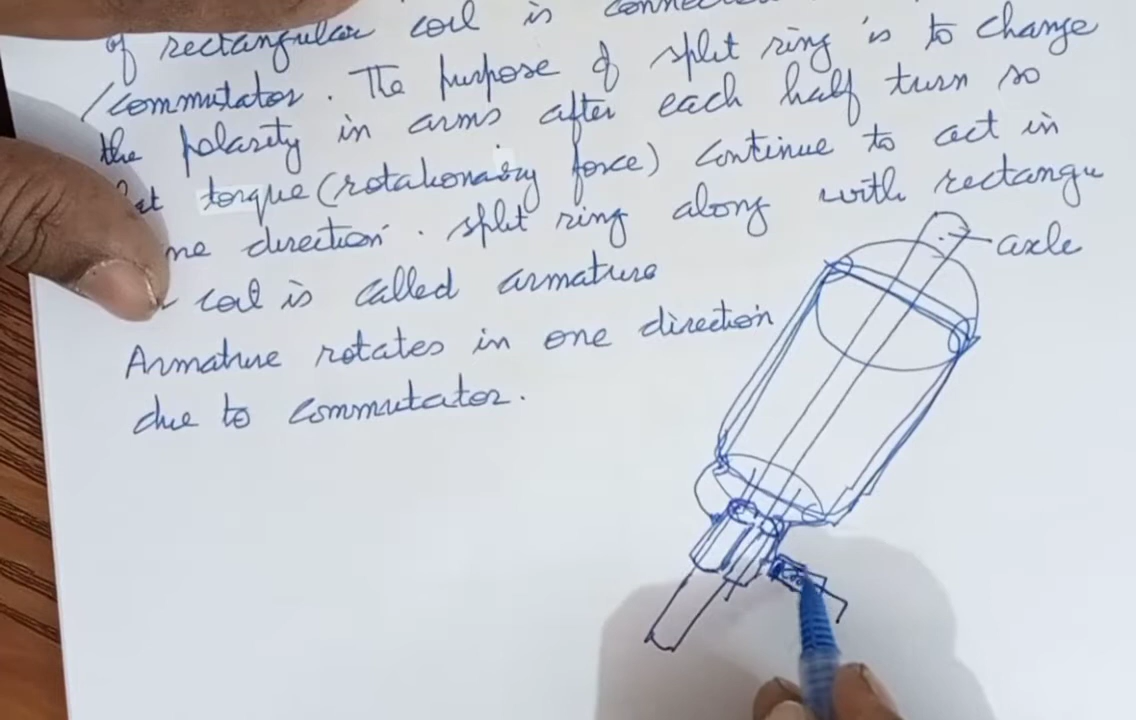 of rectangular coil is
/commutator. The purpose of split ring is to change
the polarity in arms after each half turn so
torque (rotationary force) continue to act in
direction. split ring along with rectangu
coil is called armature
Armature rotates in one direction
due to commutator.
axle